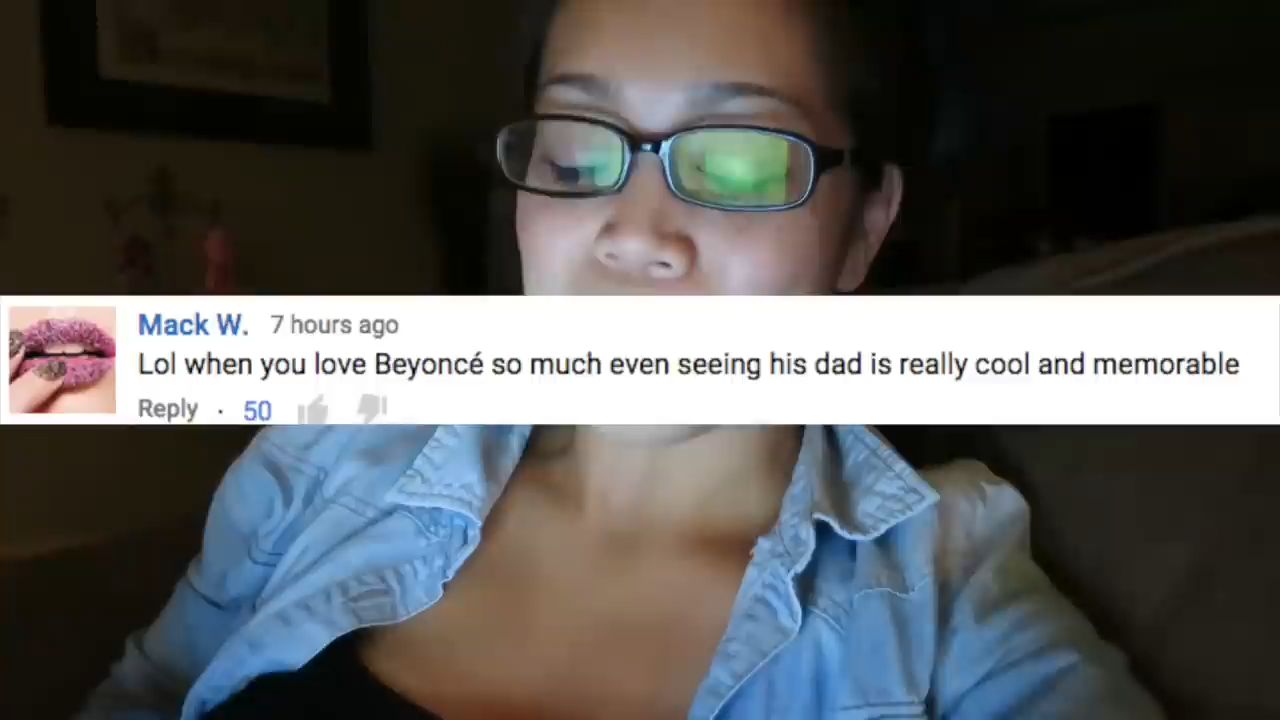 Mack W. 7 hours ago
Lol when you love Beyoncé so much even seeing his dad is really cool and memorable
Reply · 50